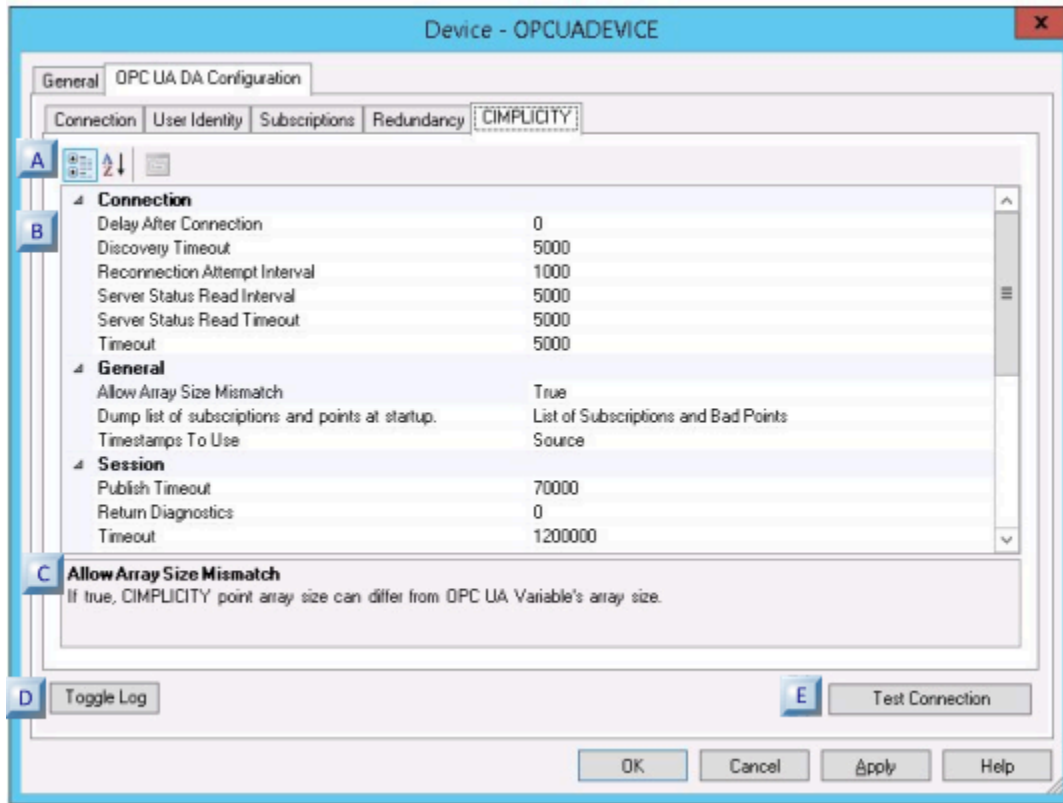 Device - OPCUADEVICE
General OPC UA DA Configuration
Connection User Identity Subscriptions Redundancy CIMPLICITY
A
B
Connection
Delay After Connection 0
Discovery Timeout 5000
Reconnection Attempt Interval 1000
Server Status Read Interval 5000
Server Status Read Timeout 5000
Timeout 5000
General
Allow Array Size Mismatch True
Dump list of subscriptions and points at startup. List of Subscriptions and Bad Points
Timestamps To Use Source
Session
Publish Timeout 70000
Return Diagnostics 0
Timeout 1200000
C Allow Array Size Mismatch
If true, CIMPLICITY point array size can differ from OPC UA Variable's array size.
D Toggle Log E Test Connection
OK Cancel Apply Help